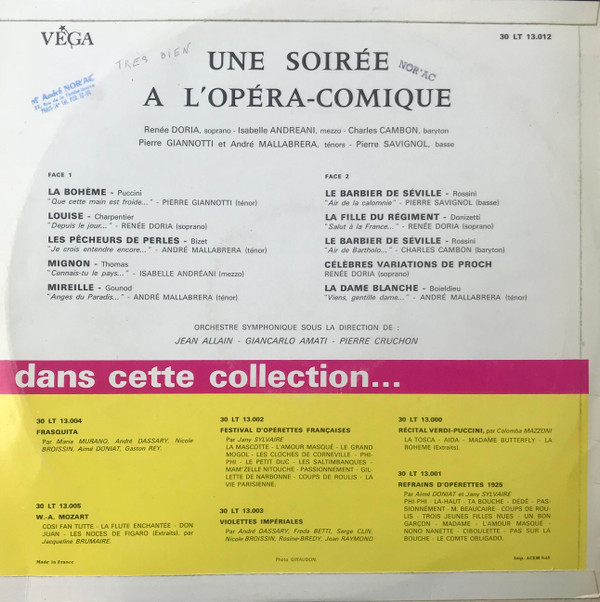 VÉGA
30 LT 13.012
TRES BIEN
UNE SOIRÉE
NOR'AC
A L'OPÉRA-COMIQUE
Mr André NOR'AC
Renée DORIA, soprano - Isabelle ANDREANI, mezzo - Charles CAMBON, baryton
Pierre GIANNOTTI et André MALLABRERA, ténors - Pierre SAVIGNOL, basse
FACE 1
LA BOHÈME - Puccini
"Que cette main est froide..." - PIERRE GIANNOTTI (ténor)
LOUISE - Charpentier
"Depuis le jour..." - RENÉE DORIA (soprano)
LES PÊCHEURS DE PERLES - Bizet
"Je crois entendre encore..." - ANDRÉ MALLABRERA (ténor)
MIGNON - Thomas
"Connais-tu le pays..." - ISABELLE ANDRÉANI (mezzo)
MIREILLE - Gounod
"Anges du Paradis..." - ANDRÉ MALLABRERA (ténor)
FACE 2
LE BARBIER DE SÉVILLE - Rossini
"Air de la calomnie" - PIERRE SAVIGNOL (basse)
LA FILLE DU RÉGIMENT - Donizetti
"Salut à la France..." - RENÉE DORIA (soprano)
LE BARBIER DE SÉVILLE - Rossini
"Air de Bartholo..." - CHARLES CAMBON (baryton)
CÉLÈBRES VARIATIONS DE PROCH
RENÉE DORIA (soprano)
LA DAME BLANCHE - Boieldieu
"Viens, gentille dame..." - ANDRÉ MALLABRERA (ténor)
ORCHESTRE SYMPHONIQUE SOUS LA DIRECTION DE :
JEAN ALLAIN - GIANCARLO AMATI - PIERRE CRUCHON
dans cette collection...
30 LT 13.004
FRASQUITA
Par Maria MURANO, André DASSARY, Nicole
BROISSIN, Aimé DONIAT, Gaston REY.
30 LT 13.005
W.-A. MOZART
COSI FAN TUTTE - LA FLUTE ENCHANTÉE - DON
JUAN - LES NOCES DE FIGARO (Extraits), par
Jacqueline BRUMAIRE.
30 LT 13.002
FESTIVAL D'OPÉRETTES FRANÇAISES
Par Jany SYLVAIRE
LA MASCOTTE - L'AMOUR MASQUÉ - LE GRAND
MOGOL - LES CLOCHES DE CORNEVILLE - PHI-
PHI - LE PETIT DUC - LES SALTIMBANQUES -
MAM'ZELLE NITOUCHE - PASSIONNÉMENT - GIL-
LETTE DE NARBONNE - COUPS DE ROULIS - LA
VIE PARISIENNE.
30 LT 13.003
VIOLETTES IMPÉRIALES
Par André DASSARY, Freda BETTI, Serge CLIN,
Nicole BROISSIN, Rosine-BREDY, Jean RAYMOND
30 LT 13.000
RÉCITAL VERDI-PUCCINI, par Colomba MAZZONI
LA TOSCA - AIDA - MADAME BUTTERFLY - LA
BOHEME (Extraits).
30 LT 13.001
REFRAINS D'OPÉRETTES 1925
Par Aimé DONIAT et Jany SYLVAIRE
PHI-PHI - LA-HAUT - TA BOUCHE - DÉDÉ - PAS-
SIONNÉMENT - M. BEAUCAIRE - COUPS DE ROU-
LIS - TROIS JEUNES FILLES NUES - UN BON
GARÇON - MADAME - L'AMOUR MASQUÉ -
NONO NANETTE - CIBOULETTE - PAS SUR LA
BOUCHE - LE COMTE OBLIGADO.
Made in France
Photo GIRAUDON